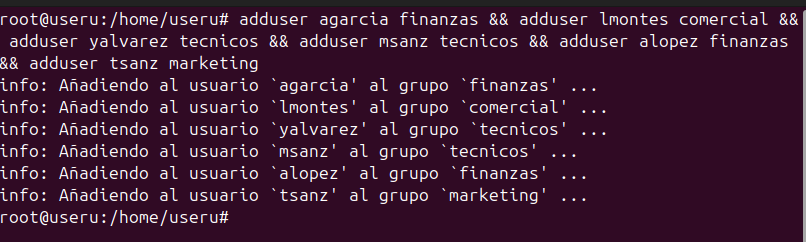 root@useru:/home/useru# adduser agarcia finanzas && adduser lmontes comercial &&
 adduser yalvarez tecnicos && adduser msanz tecnicos && adduser alopez finanzas
&& adduser tsanz marketing
info: Añadiendo al usuario `agarcia' al grupo `finanzas' ...
info: Añadiendo al usuario `lmontes' al grupo `comercial' ...
info: Añadiendo al usuario `yalvarez' al grupo `tecnicos' ...
info: Añadiendo al usuario `msanz' al grupo `tecnicos' ...
info: Añadiendo al usuario `alopez' al grupo `finanzas' ...
info: Añadiendo al usuario `tsanz' al grupo `marketing' ...
root@useru:/home/useru#